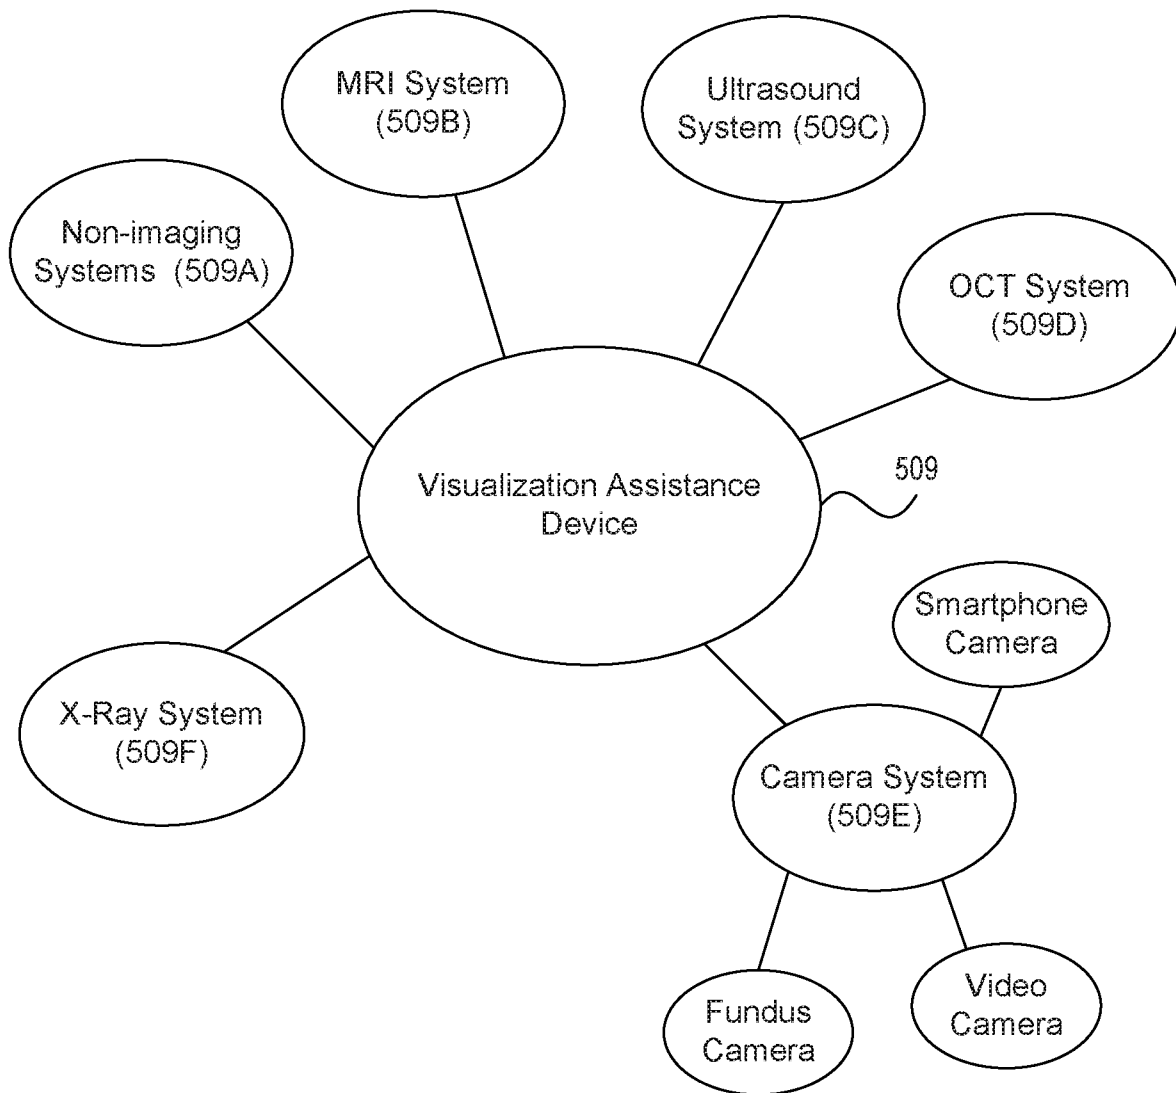 MRI System
(509B)
Ultrasound
System (509C)
Non-imaging
Systems (509A)
OCT System
(509D)
Visualization Assistance
Device
509
Smartphone
Camera
X-Ray System
(509F)
Camera System
(509E)
Fundus
Camera
Video
Camera